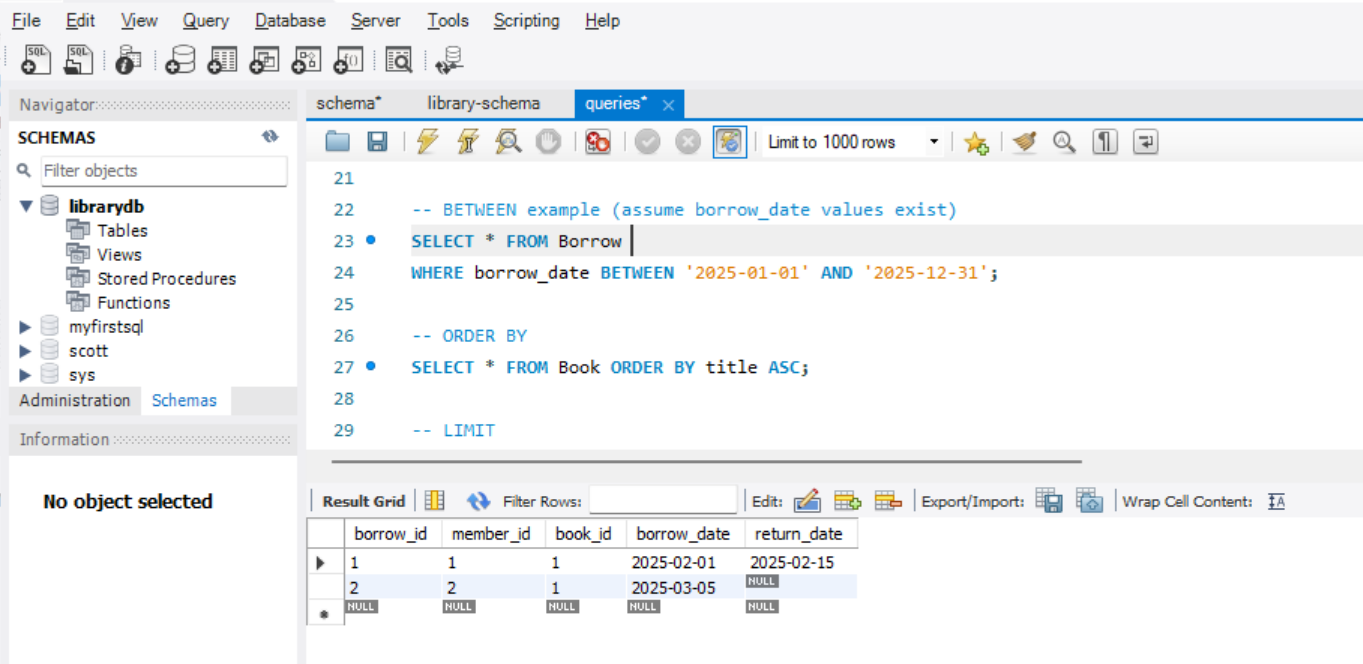 File Edit View Query Database Server Tools Scripting Help
SQL SQL
Navigator
SCHEMAS
Filter objects
librarydb
Tables
Views
Stored Procedures
Functions
myfirstsql
scott
sys
Administration Schemas
Information
No object selected
schema* library-schema queries*
Limit to 1000 rows
21
22 -- BETWEEN example (assume borrow_date values exist)
23 SELECT * FROM Borrow
24 WHERE borrow_date BETWEEN '2025-01-01' AND '2025-12-31';
25
26 -- ORDER BY
27 SELECT * FROM Book ORDER BY title ASC;
28
29 -- LIMIT
Result Grid Filter Rows: Edit: Export/Import: Wrap Cell Content: IA
borrow_id member_id book_id borrow_date return_date
1 1 1 2025-02-01 2025-02-15
2 2 1 2025-03-05 NULL
NULL NULL NULL NULL NULL